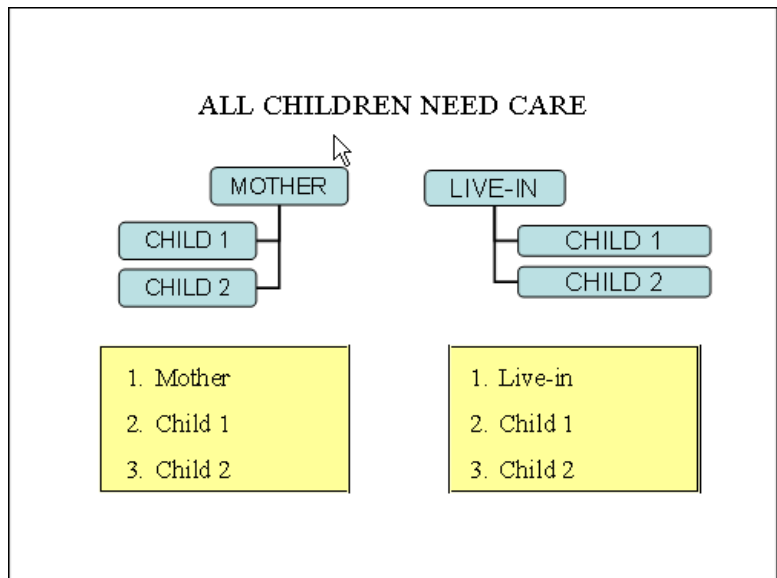 ALL CHILDREN NEED CARE
MOTHER
CHILD 1
CHILD 2
LIVE-IN
CHILD 1
CHILD 2
1. Mother
2. Child 1
3. Child 2
1. Live-in
2. Child 1
3. Child 2